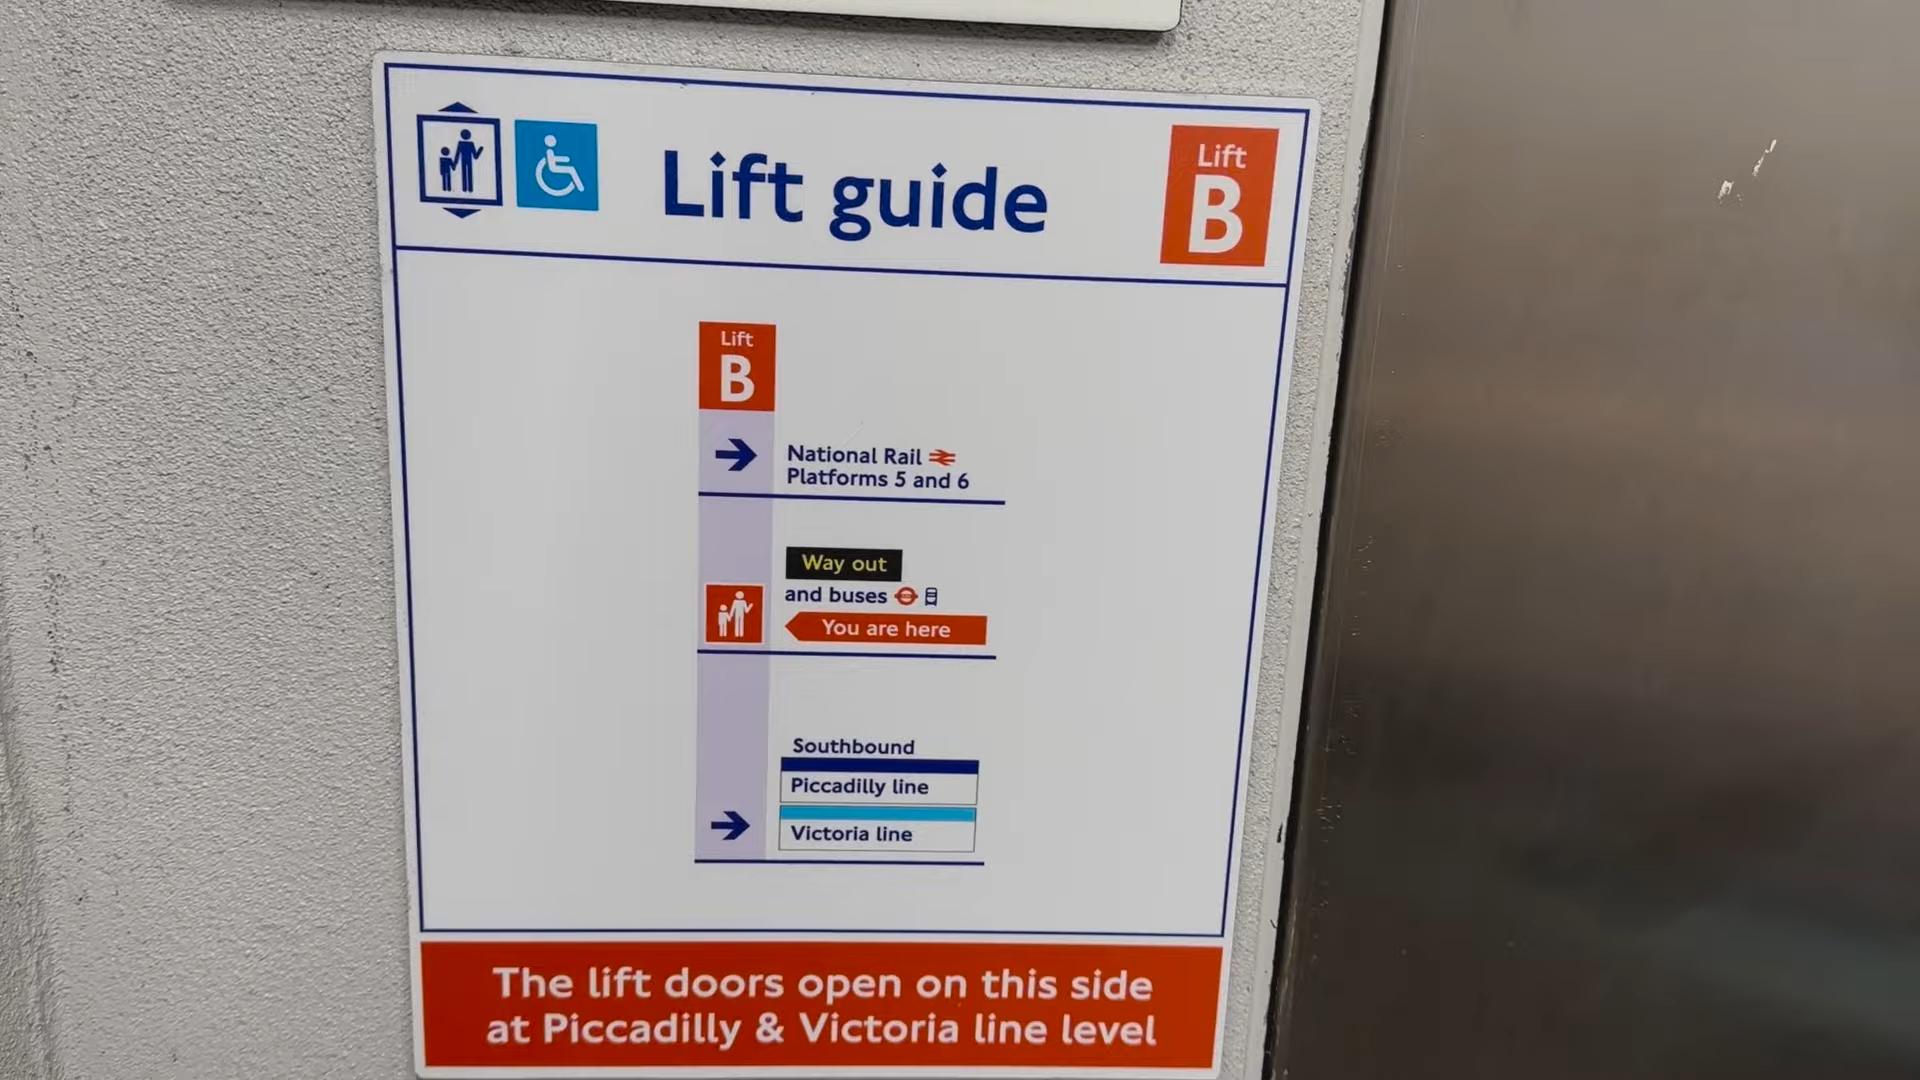 Lift guide
Lift
B
Lift
B
National Rail
Platforms 5 and 6
Way out
and buses
You are here
Southbound
Piccadilly line
Victoria line
The lift doors open on this side
at Piccadilly & Victoria line level